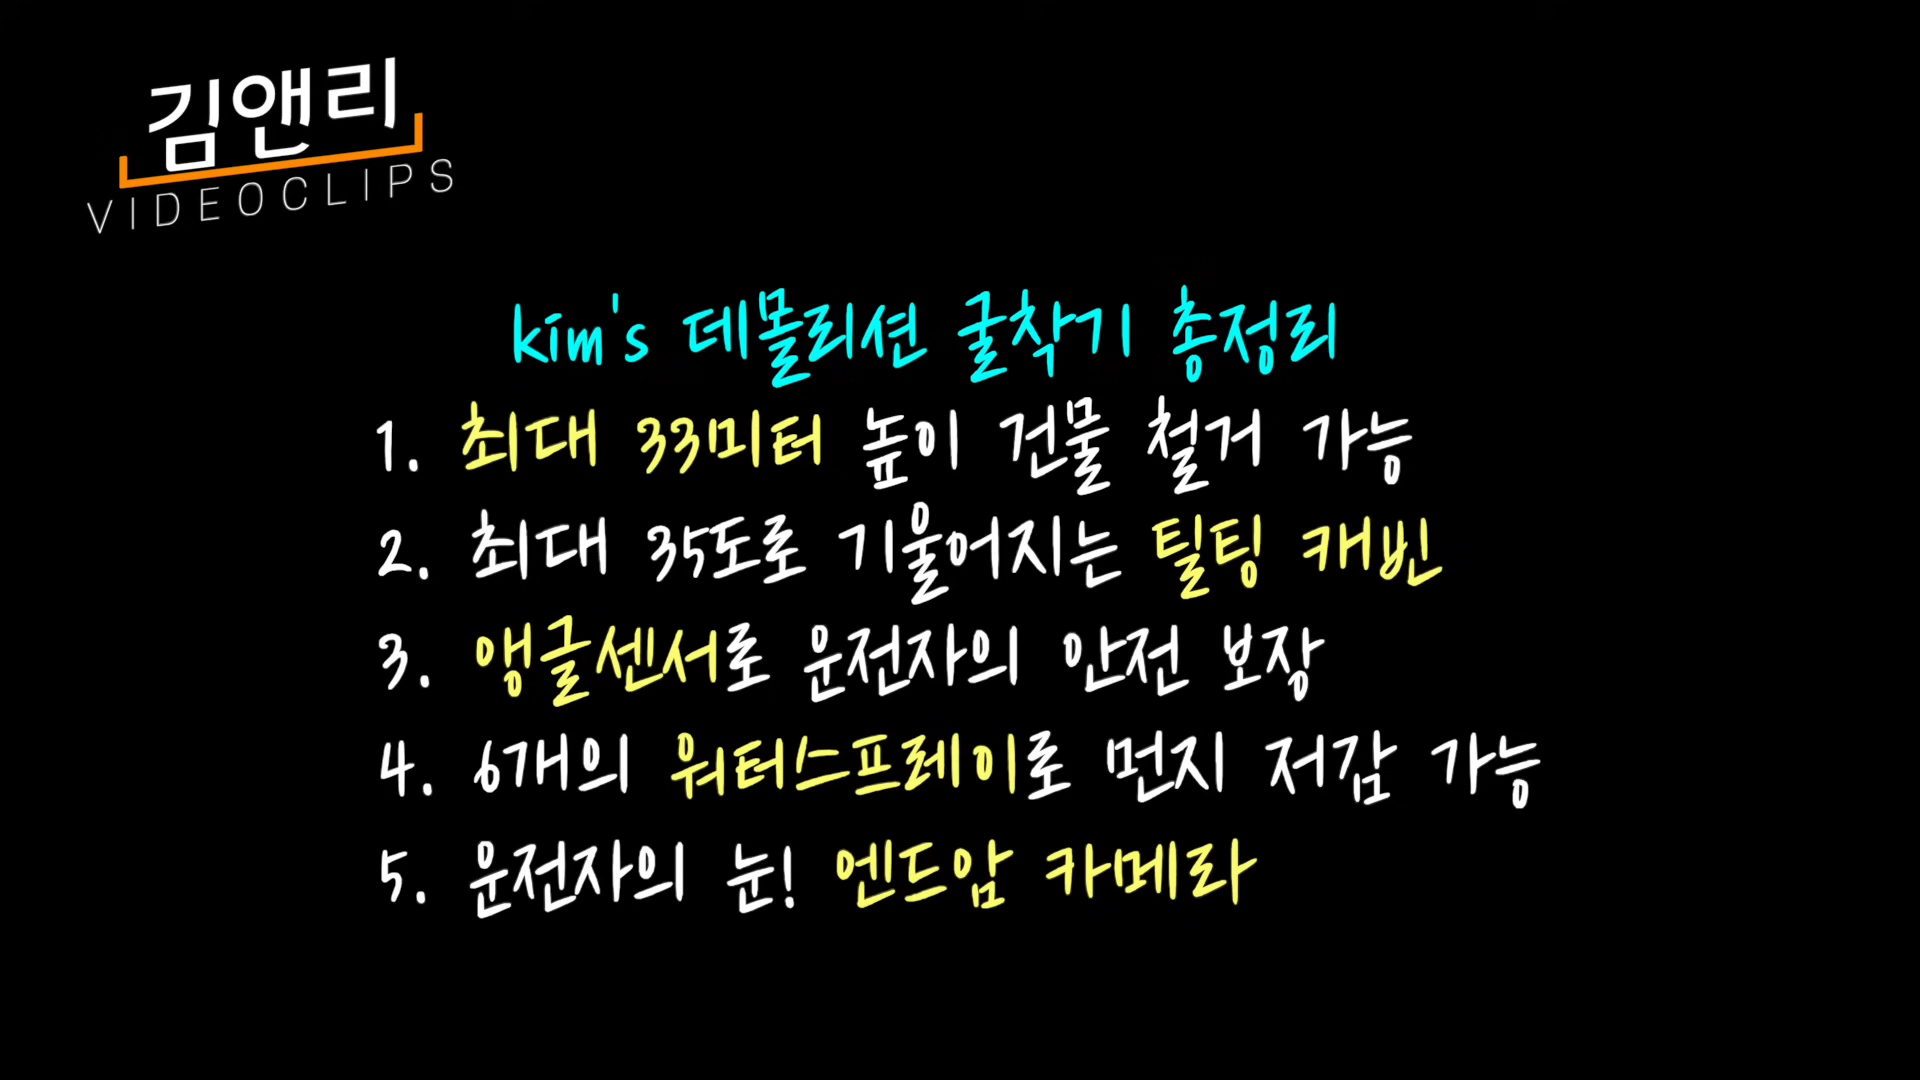 김앤리
VIDEOCLIPS
kim's 데몰리션 굴착기 총정리
1. 최대 33미터 높이 건물 철거 가능
2. 최대 35도로 기울어지는 틸팅 캐빈
3. 앵글센서로 운전자의 안전 보장
4. 6개의 워터스프레이로 먼지 저감 가능
5. 운전자의 눈! 엔드암 카메라